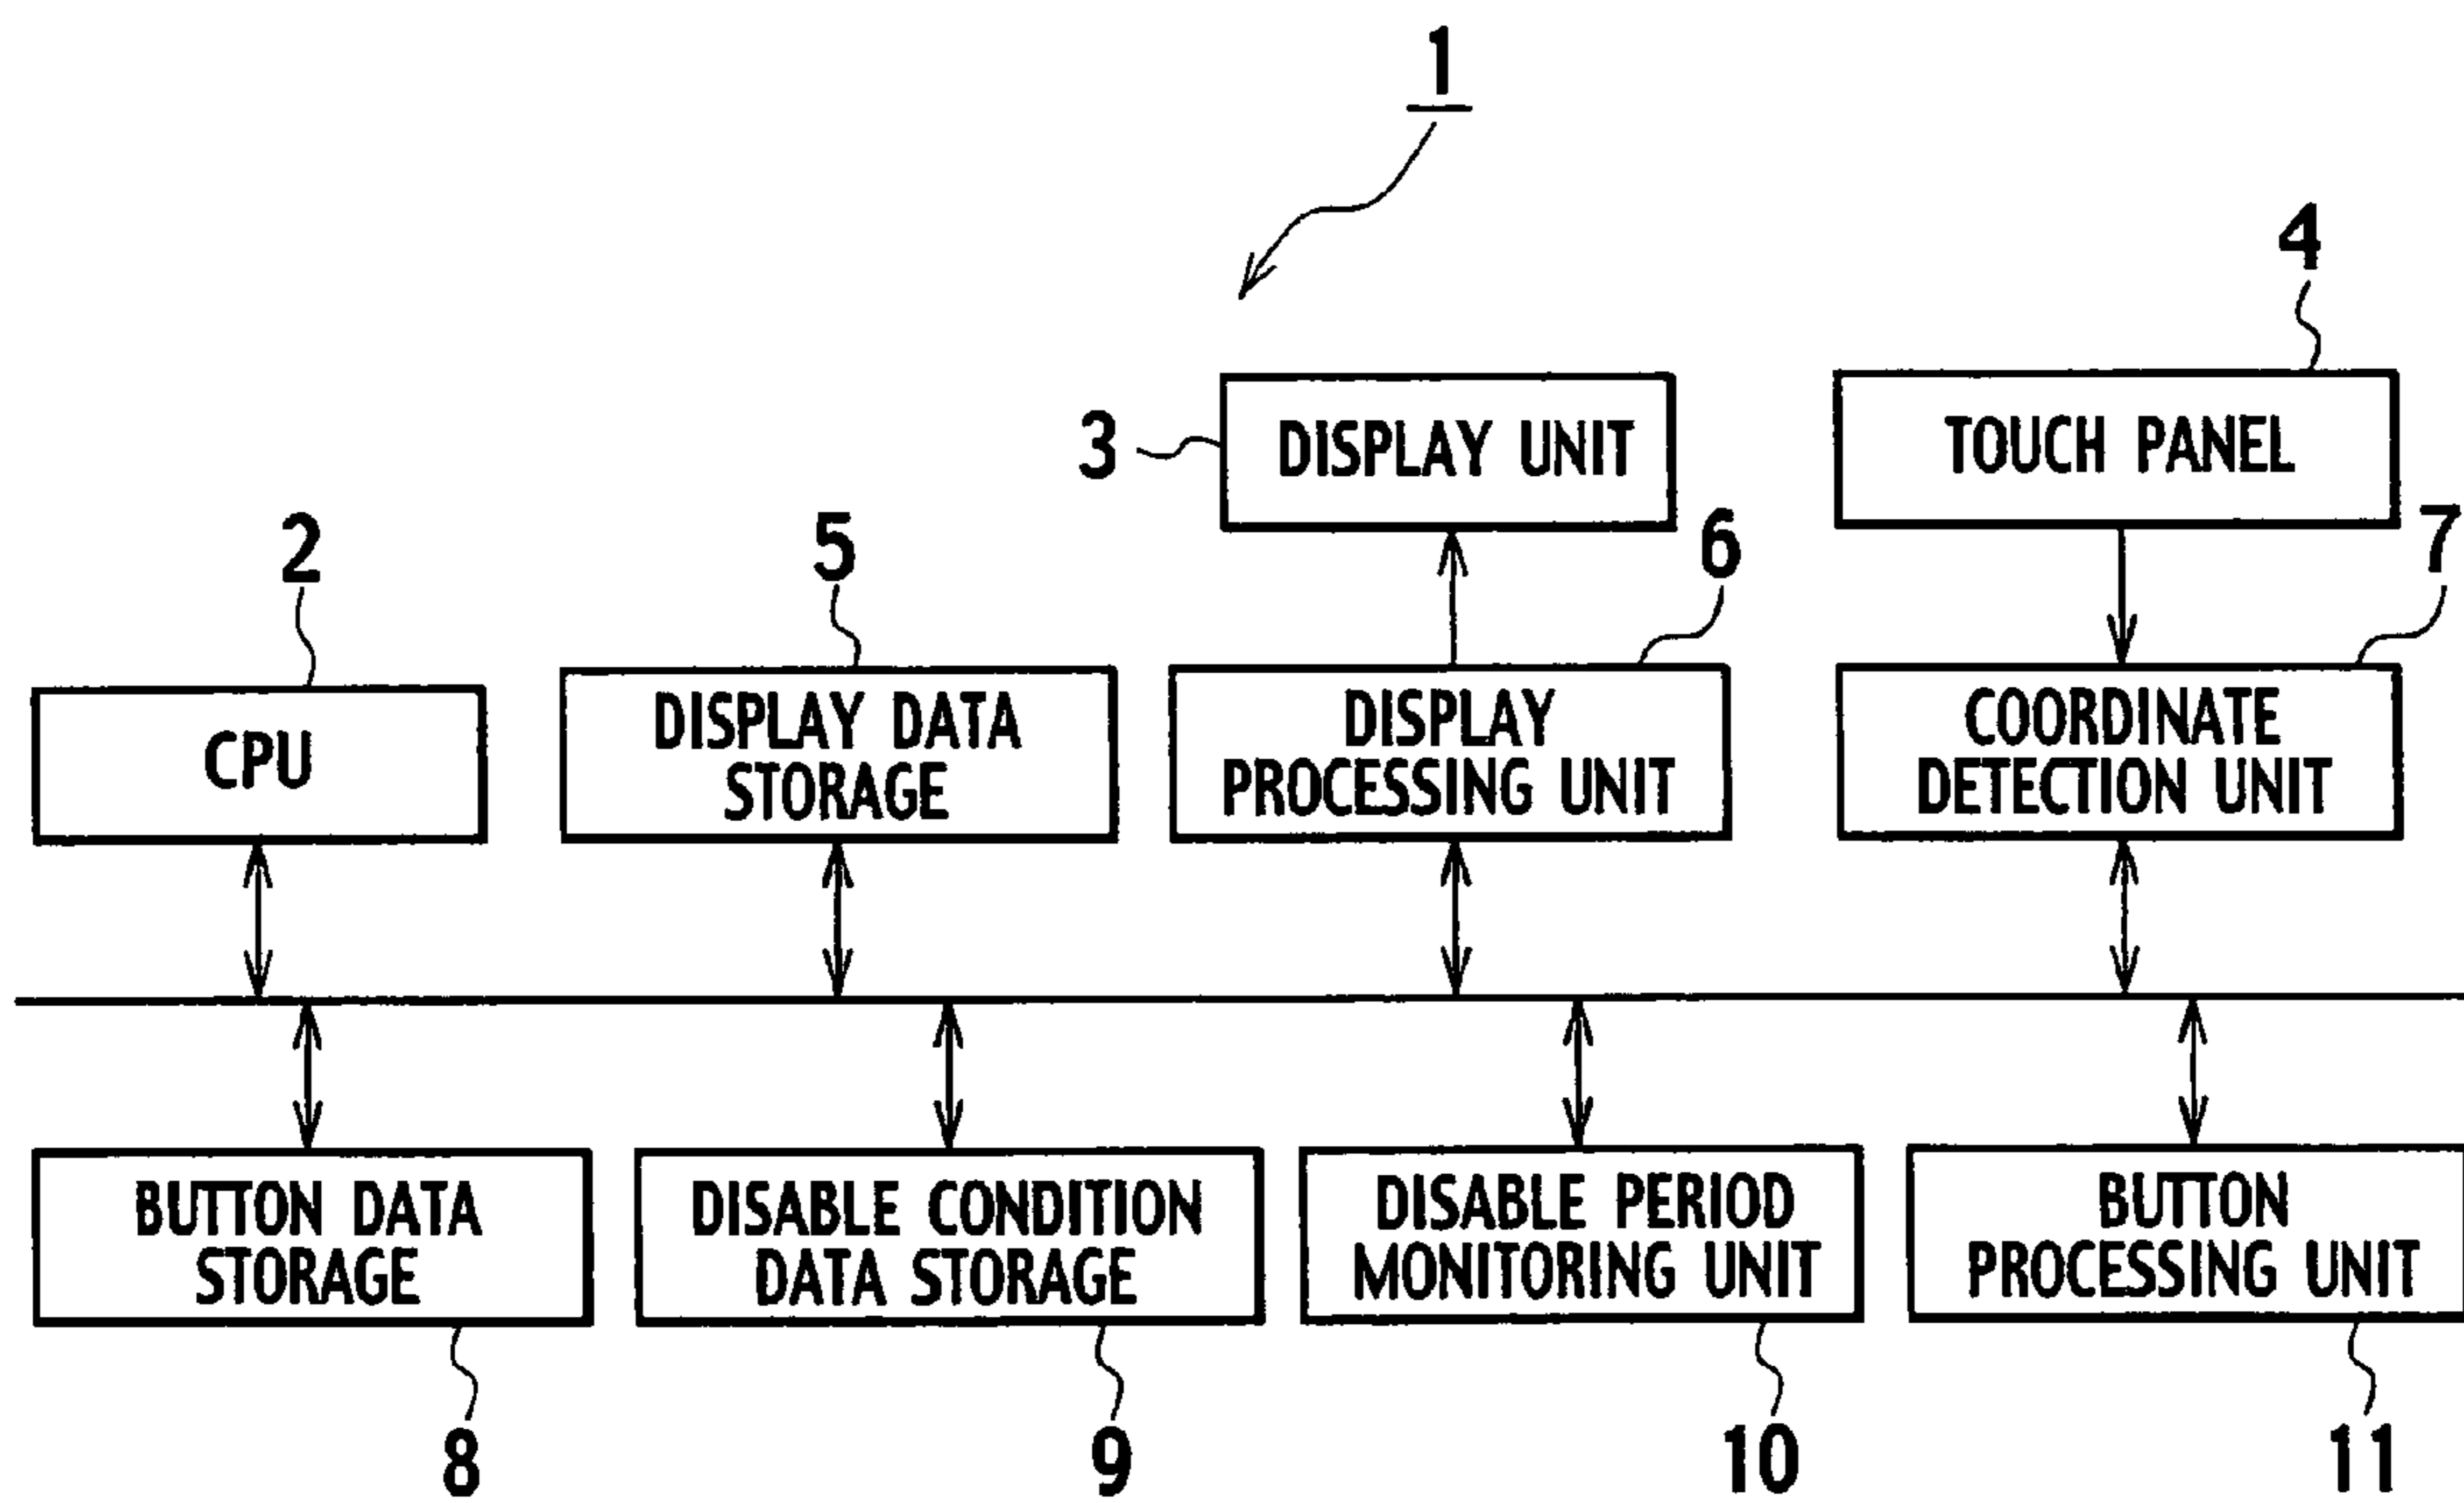 1
4
3
DISPLAY UNIT
TOUCH PANEL
2
5
6
7
CPU
DISPLAY DATA
STORAGE
DISPLAY
PROCESSING UNIT
COORDINATE
DETECTION UNIT
BUTTON DATA
STORAGE
DISABLE CONDITION
DATA STORAGE
DISABLE PERIOD
MONITORING UNIT
BUTTON
PROCESSING UNIT
8
9
10
11